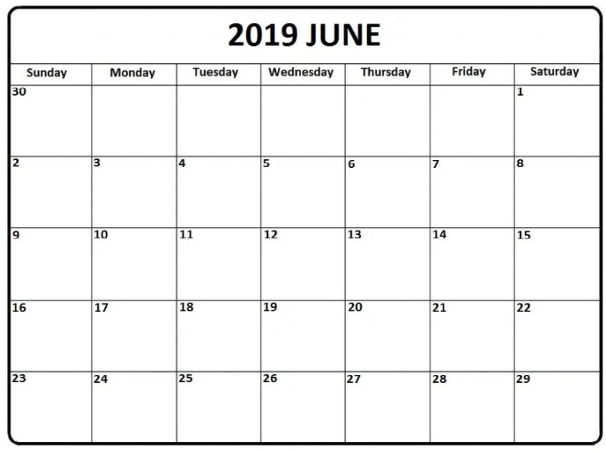 2019 JUNE
Sunday Monday Tuesday Wednesday Thursday Friday Saturday
30 1
2 3 4 5 6 7 8
9 10 11 12 13 14 15
16 17 18 19 20 21 22
23 24 25 26 27 28 29